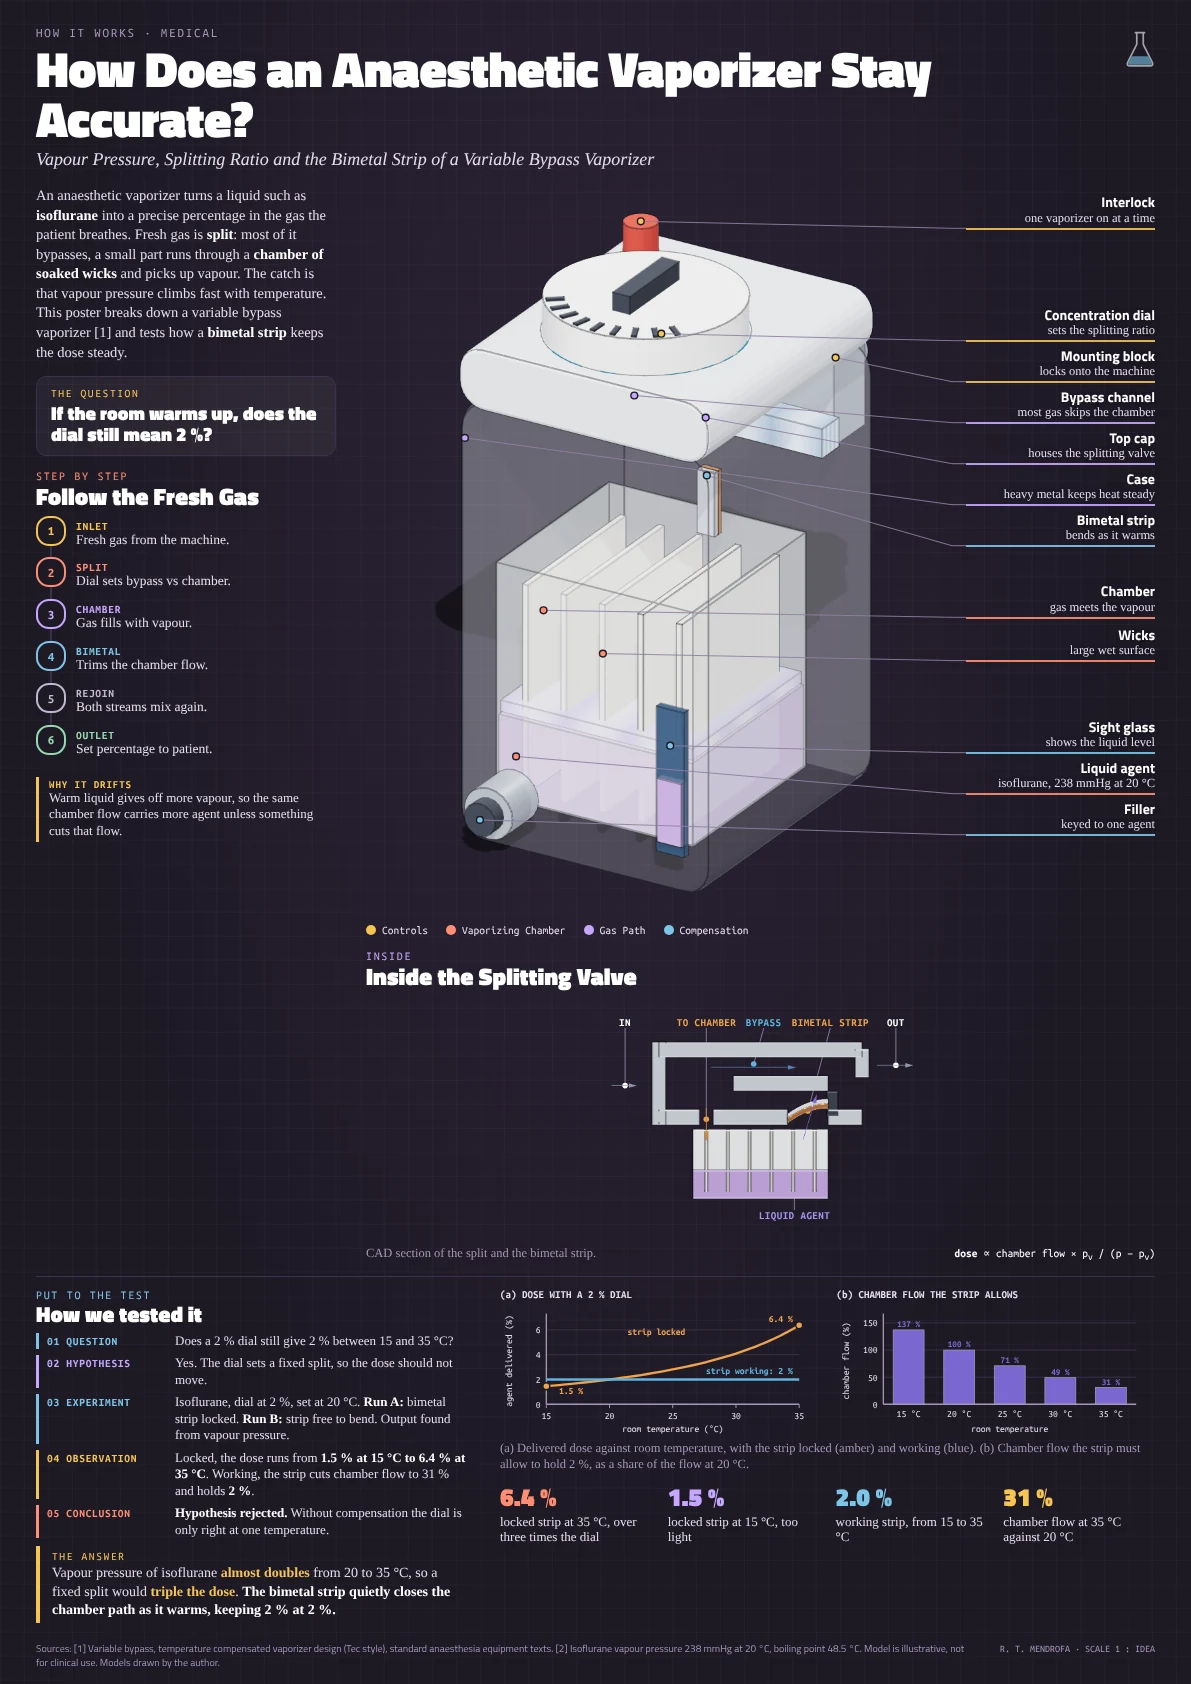 HOW IT WORKS · MEDICAL
How Does an Anaesthetic Vaporizer Stay
Accurate?
Vapour Pressure, Splitting Ratio and the Bimetal Strip of a Variable Bypass Vaporizer
An anaesthetic vaporizer turns a liquid such as
isoflurane into a precise percentage in the gas the
patient breathes. Fresh gas is split: most of it
bypasses, a small part runs through a chamber of
soaked wicks and picks up vapour. The catch is
that vapour pressure climbs fast with temperature.
This poster breaks down a variable bypass
vaporizer [1] and tests how a bimetal strip keeps
the dose steady.
THE QUESTION
If the room warms up, does the
dial still mean 2 %?
STEP BY STEP
Follow the Fresh Gas
1
INLET
Fresh gas from the machine.
2
SPLIT
Dial sets bypass vs chamber.
3
CHAMBER
Gas fills with vapour.
4
BIMETAL
Trims the chamber flow.
5
REJOIN
Both streams mix again.
6
OUTLET
Set percentage to patient.
WHY IT DRIFTS
Warm liquid gives off more vapour, so the same
chamber flow carries more agent unless something
cuts that flow.
Interlock
one vaporizer on at a time
Concentration dial
sets the splitting ratio
Mounting block
locks onto the machine
Bypass channel
most gas skips the chamber
Top cap
houses the splitting valve
Case
heavy metal keeps heat steady
Bimetal strip
bends as it warms
Chamber
gas meets the vapour
Wicks
large wet surface
Sight glass
shows the liquid level
Liquid agent
isoflurane, 238 mmHg at 20 °C
Filler
keyed to one agent
Controls
Vaporizing Chamber
Gas Path
Compensation
INSIDE
Inside the Splitting Valve
IN
TO CHAMBER
BYPASS
BIMETAL STRIP
OUT
LIQUID AGENT
CAD section of the split and the bimetal strip.
dose ∝ chamber flow × pv / (p − pv)
PUT TO THE TEST
How we tested it
01 QUESTION
Does a 2 % dial still give 2 % between 15 and 35 °C?
02 HYPOTHESIS
Yes. The dial sets a fixed split, so the dose should not
move.
03 EXPERIMENT
Isoflurane, dial at 2 %, set at 20 °C. Run A: bimetal
strip locked. Run B: strip free to bend. Output found
from vapour pressure.
04 OBSERVATION
Locked, the dose runs from 1.5 % at 15 °C to 6.4 % at
35 °C. Working, the strip cuts chamber flow to 31 %
and holds 2 %.
05 CONCLUSION
Hypothesis rejected. Without compensation the dial is
only right at one temperature.
THE ANSWER
Vapour pressure of isoflurane almost doubles from 20 to 35 °C, so a
fixed split would triple the dose. The bimetal strip quietly closes the
chamber path as it warms, keeping 2 % at 2 %.
(a) DOSE WITH A 2 % DIAL
agent delivered (%)
6
4
2
0
strip locked
6.4 %
strip working: 2 %
1.5 %
15
20
25
30
35
room temperature (°C)
(b) CHAMBER FLOW THE STRIP ALLOWS
chamber flow (%)
150
100
50
0
137 %
100 %
71 %
49 %
31 %
15 °C
20 °C
25 °C
30 °C
35 °C
room temperature
(a) Delivered dose against room temperature, with the strip locked (amber) and working (blue). (b) Chamber flow the strip must
allow to hold 2 %, as a share of the flow at 20 °C.
6.4 %
locked strip at 35 °C, over
three times the dial
1.5 %
locked strip at 15 °C, too
light
2.0 %
working strip, from 15 to 35
°C
31 %
chamber flow at 35 °C
against 20 °C
Sources: [1] Variable bypass, temperature compensated vaporizer design (Tec style), standard anaesthesia equipment texts. [2] Isoflurane vapour pressure 238 mmHg at 20 °C, boiling point 48.5 °C. Model is illustrative, not
for clinical use. Models drawn by the author.
R. T. MENDROFA · SCALE 1 : IDEA